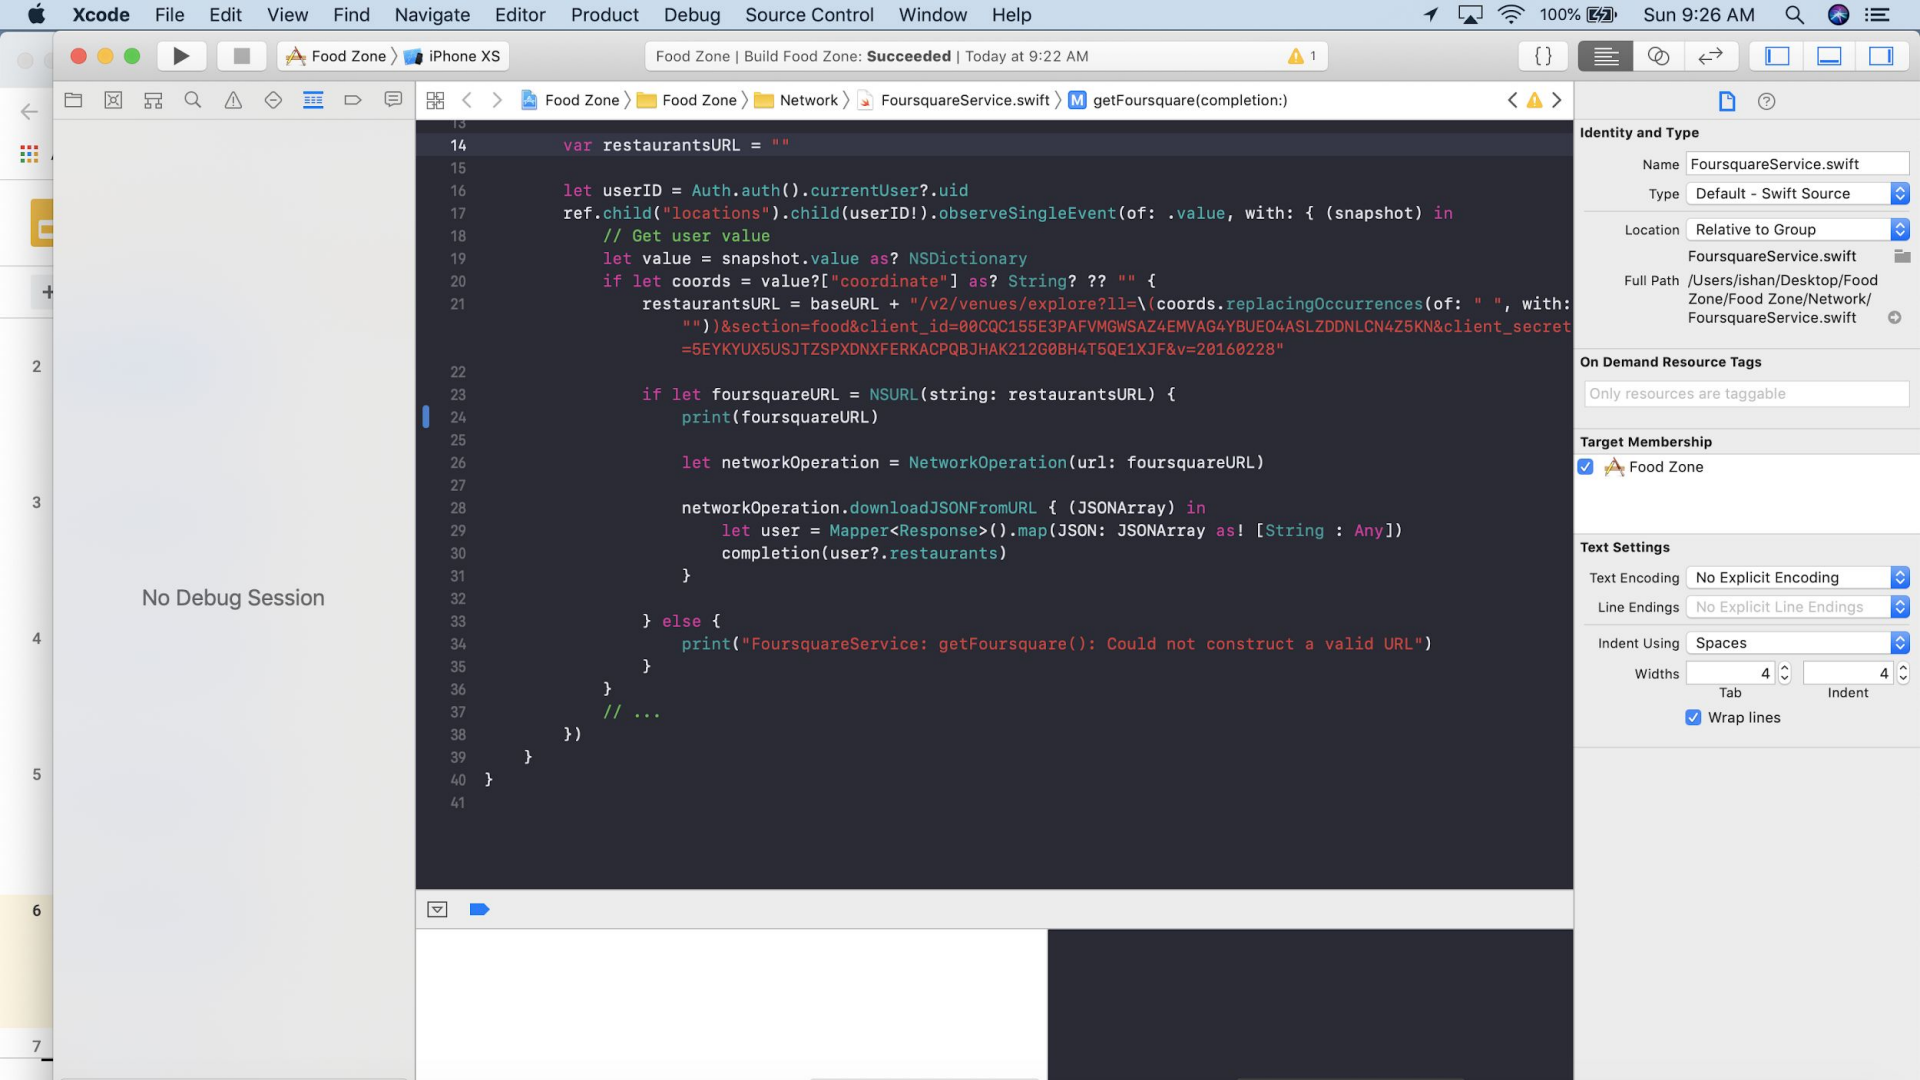 Xcode File Edit View Find Navigate Editor Product Debug Source Control Window Help 100% Sun 9:26 AM
Food Zone iPhone XS Food Zone | Build Food Zone: Succeeded | Today at 9:22 AM 1 {}
Food Zone Food Zone Network FoursquareService.swift M getFoursquare(completion:)
13
14 var restaurantsURL = ""
15
16 let userID = Auth.auth().currentUser?.uid
17 ref.child("locations").child(userID!).observeSingleEvent(of: .value, with: { (snapshot) in
18 // Get user value
19 let value = snapshot.value as? NSDictionary
20 if let coords = value?["coordinate"] as? String? ?? "" {
21 restaurantsURL = baseURL + "/v2/venues/explore?ll=\(coords.replacingOccurrences(of: " ", with:
""))&section=food&client_id=00CQC155E3PAFVMGWSAZ4EMVAG4YBUEO4ASLZDDNLCN4Z5KN&client_secret
=5EYKYUX5USJTZSPXDNXFERKACPQBJHAK212G0BH4T5QE1XJF&v=20160228"
22
23 if let foursquareURL = NSURL(string: restaurantsURL) {
24 print(foursquareURL)
25
26 let networkOperation = NetworkOperation(url: foursquareURL)
27
28 networkOperation.downloadJSONFromURL { (JSONArray) in
29 let user = Mapper<Response>().map(JSON: JSONArray as! [String : Any])
30 completion(user?.restaurants)
31 }
32
33 } else {
34 print("FoursquareService: getFoursquare(): Could not construct a valid URL")
35 }
36 }
37 // ...
38 })
39 }
40 }
41
No Debug Session
2
3
4
5
6
7
Identity and Type
Name FoursquareService.swift
Type Default - Swift Source
Location Relative to Group
FoursquareService.swift
Full Path /Users/ishan/Desktop/Food
Zone/Food Zone/Network/
FoursquareService.swift
On Demand Resource Tags
Only resources are taggable
Target Membership
Food Zone
Text Settings
Text Encoding No Explicit Encoding
Line Endings No Explicit Line Endings
Indent Using Spaces
Widths 4 4
Tab Indent
Wrap lines